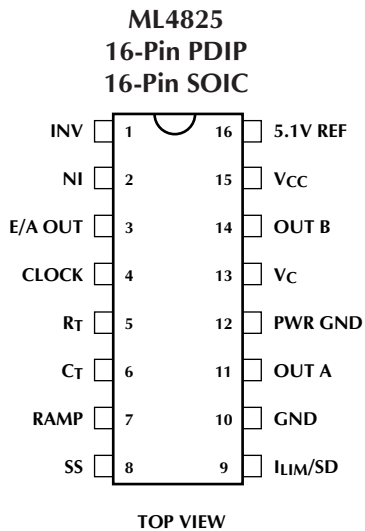 ML4825
16-Pin PDIP
16-Pin SOIC
INV 1 16 5.1V REF
NI 2 15 VCC
E/A OUT 3 14 OUT B
CLOCK 4 13 VC
RT 5 12 PWR GND
CT 6 11 OUT A
RAMP 7 10 GND
SS 8 9 ILIM/SD
TOP VIEW